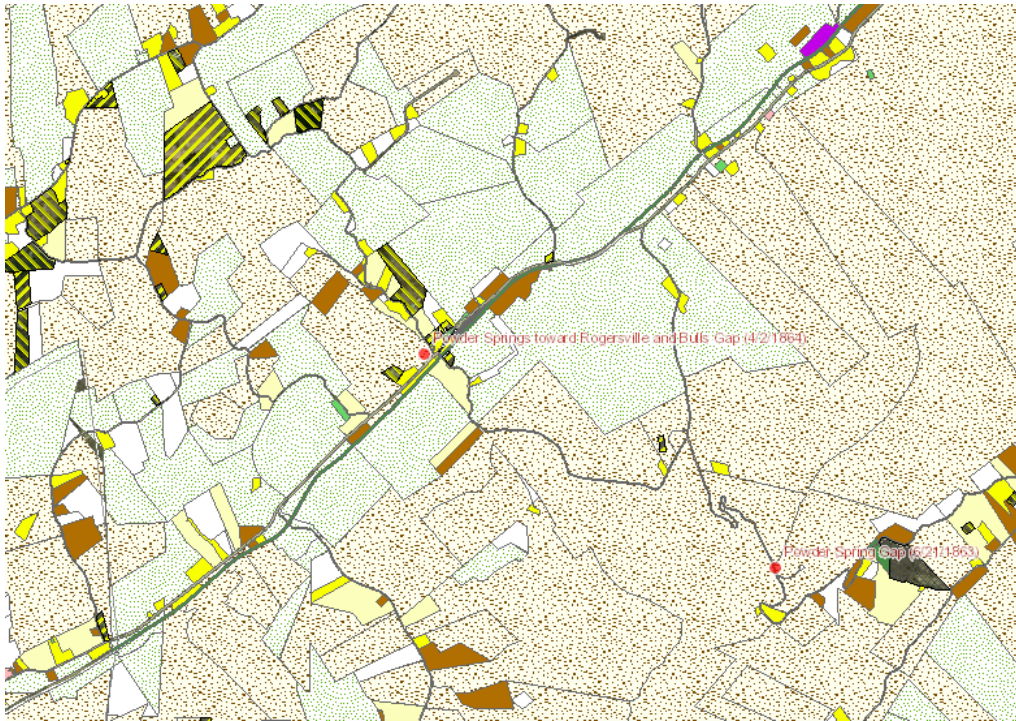 Powder Springs toward Rogersville and Bulls Gap (4/2/1864)
Powder Spring Gap (6/21/1863)